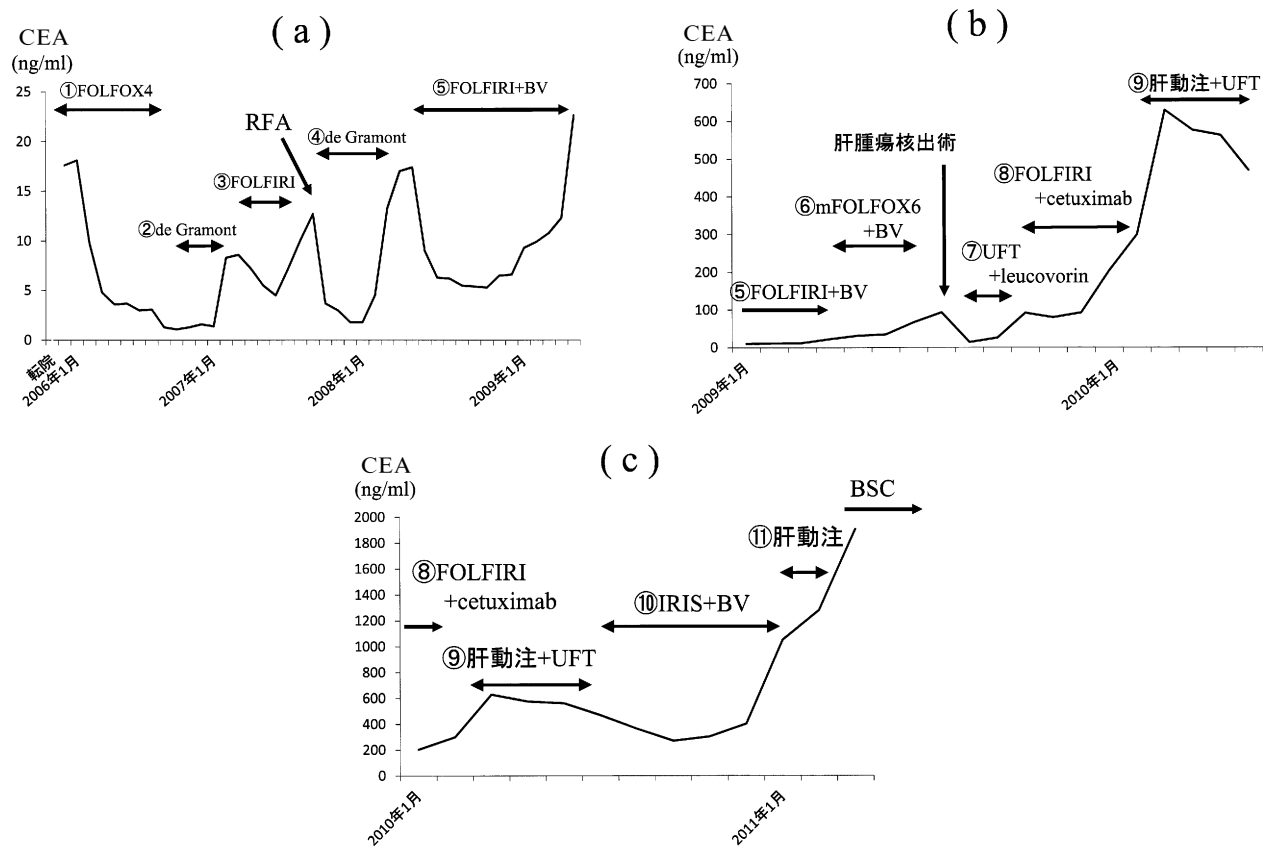 ( a )
CEA
(ng/ml)
25
20
15
10
5
0
①FOLFOX4
②de Gramont
③FOLFIRI
RFA
④de Gramont
⑤FOLFIRI+BV
転院
2006年1月
2007年1月
2008年1月
2009年1月
( b )
CEA
(ng/ml)
700
600
500
400
300
200
100
0
⑤FOLFIRI+BV
⑥mFOLFOX6
+BV
肝腫瘍核出術
⑦UFT
+leucovorin
⑧FOLFIRI
+cetuximab
⑨肝動注+UFT
2009年1月
2010年1月
( c )
CEA
(ng/ml)
2000
1800
1600
1400
1200
1000
800
600
400
200
0
⑧FOLFIRI
+cetuximab
⑨肝動注+UFT
⑩IRIS+BV
⑪肝動注
BSC
2010年1月
2011年1月